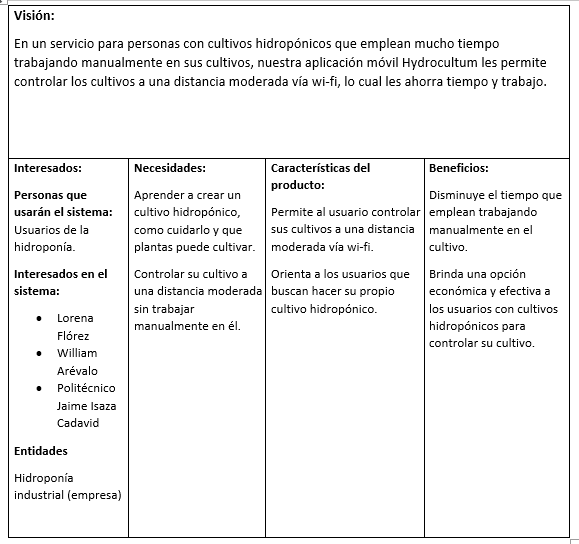 Visión:
En un servicio para personas con cultivos hidropónicos que emplean mucho tiempo
trabajando manualmente en sus cultivos, nuestra aplicación móvil Hydrocultum les permite
controlar los cultivos a una distancia moderada vía wi-fi, lo cual les ahorra tiempo y trabajo.
Interesados:
Personas que
usarán el sistema:
Usuarios de la
hidroponía.
Interesados en el
sistema:
• Lorena
Flórez
• William
Arévalo
• Politécnico
Jaime Isaza
Cadavid
Entidades
Hidroponía
industrial (empresa)
Necesidades:
Aprender a crear un
cultivo hidropónico,
como cuidarlo y que
plantas puede cultivar.
Controlar su cultivo a
una distancia moderada
sin trabajar
manualmente en él.
Características del
producto:
Permite al usuario controlar
sus cultivos a una distancia
moderada vía wi-fi.
Orienta a los usuarios que
buscan hacer su propio
cultivo hidropónico.
Beneficios:
Disminuye el tiempo que
emplean trabajando
manualmente en el
cultivo.
Brinda una opción
económica y efectiva a
los usuarios con cultivos
hidropónicos para
controlar su cultivo.